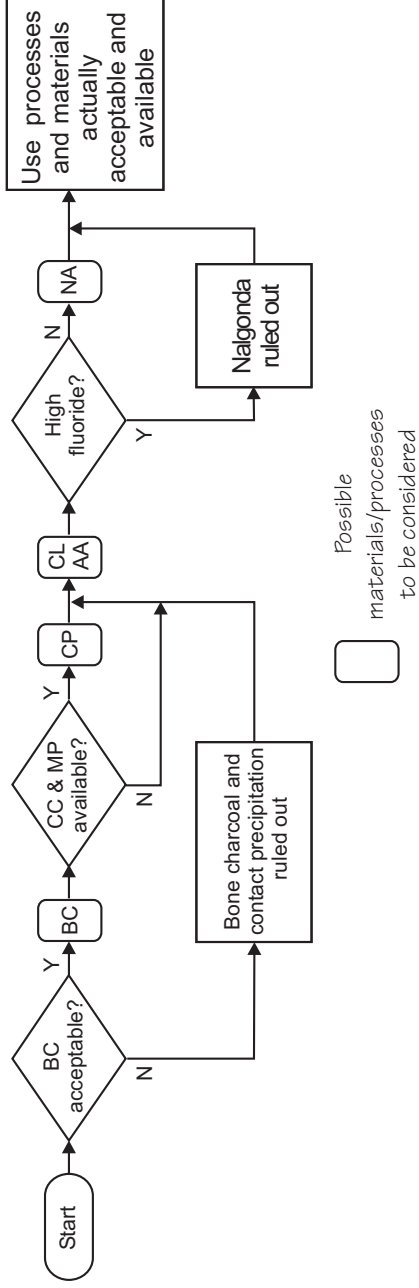 Start
BC
acceptable?
Y
N
BC
CC & MP
available?
Y
N
CP
Bone charcoal and
contact precipitation
ruled out
CL
AA
High
fluoride?
N
Y
NA
Nalgonda
ruled out
Use processes
and materials
actually
acceptable and
available
Possible
materials/processes
to be considered